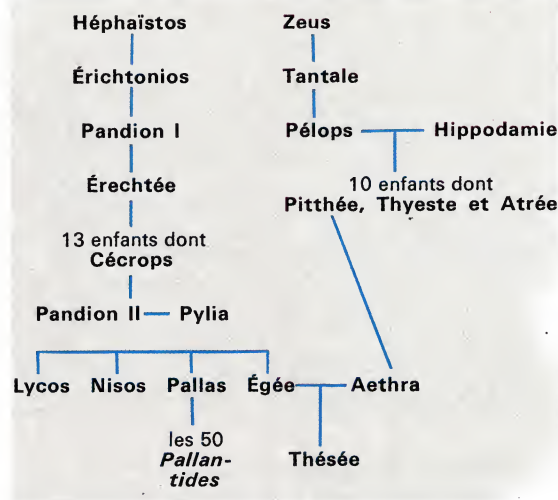 Héphaïstos Zeus
Érichtonios Tantale
Pandion I Pélops Hippodamie
Érechtée 10 enfants dont
Pitthée, Thyeste et Atrée
13 enfants dont
Cécrops
Pandion II Pylia
Lycos Nisos Pallas Égée Aethra
les 50
Pallan-
tides
Thésée